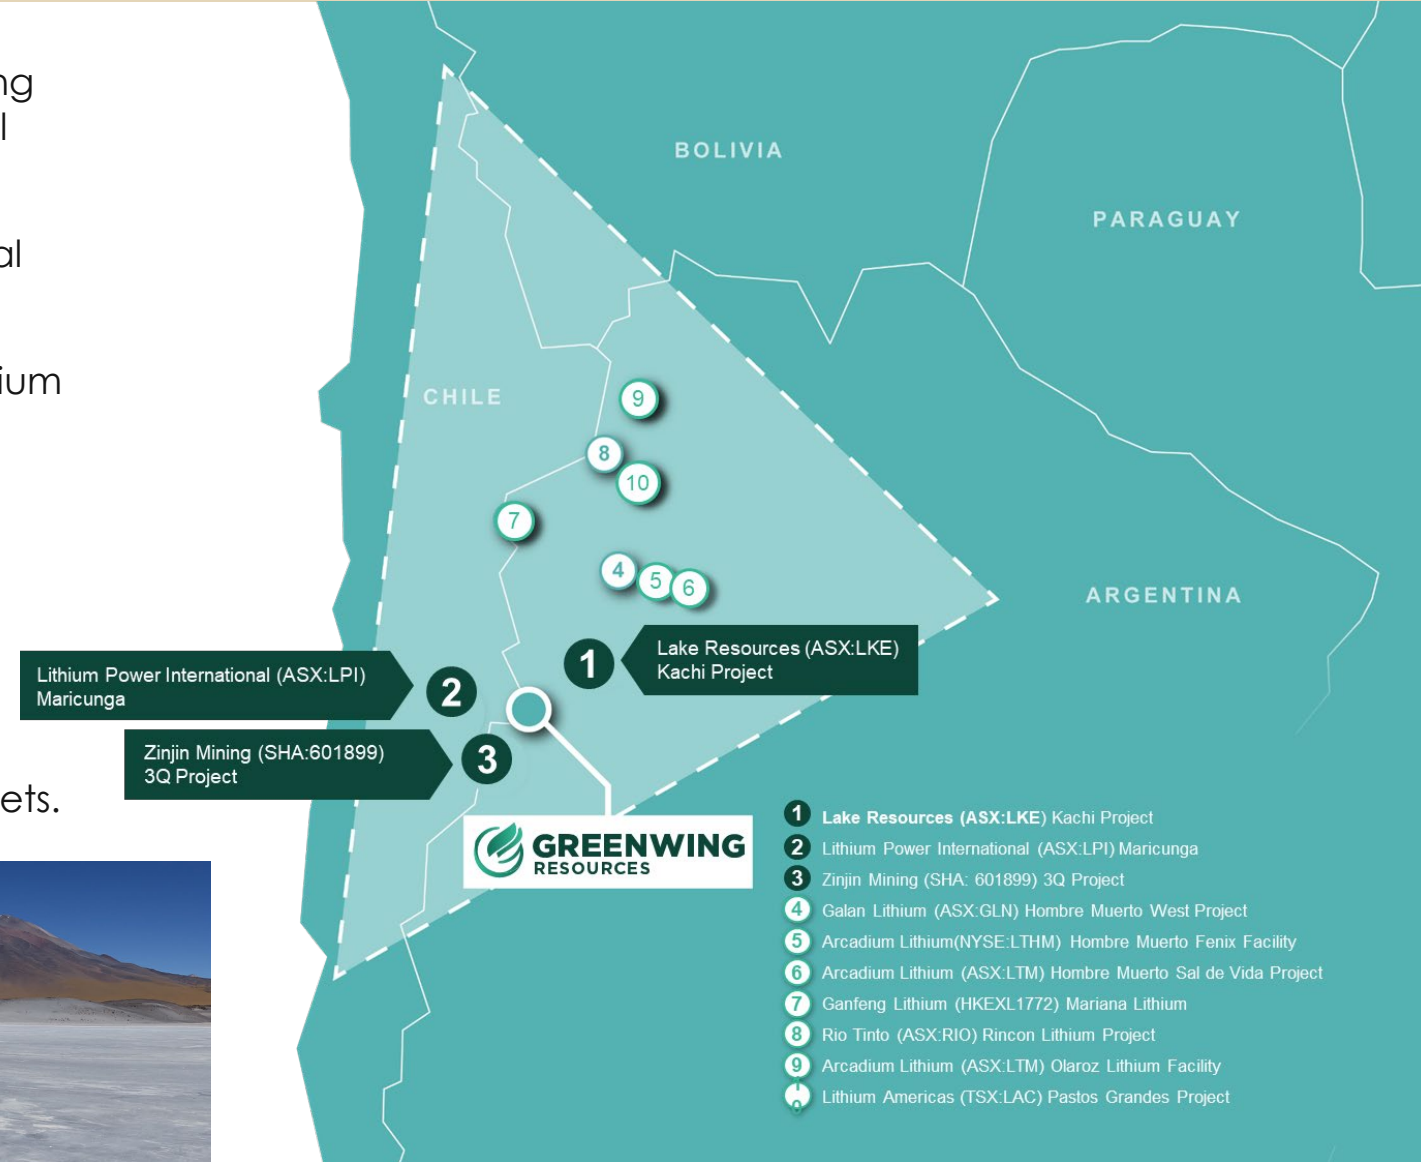 ng
l
al
ium
ets.
BOLIVIA
PARAGUAY
CHILE
ARGENTINA
9
8
10
7
4
5
6
1
Lake Resources (ASX:LKE)
Kachi Project
Lithium Power International (ASX:LPI)
Maricunga
2
Zinjin Mining (SHA:601899)
3Q Project
3
GREENWING
RESOURCES
1 Lake Resources (ASX:LKE) Kachi Project
2 Lithium Power International (ASX:LPI) Maricunga
3 Zinjin Mining (SHA: 601899) 3Q Project
4 Galan Lithium (ASX:GLN) Hombre Muerto West Project
5 Arcadium Lithium(NYSE:LTHM) Hombre Muerto Fenix Facility
6 Arcadium Lithium (ASX:LTM) Hombre Muerto Sal de Vida Project
7 Ganfeng Lithium (HKEXL1772) Mariana Lithium
8 Rio Tinto (ASX:RIO) Rincon Lithium Project
9 Arcadium Lithium (ASX:LTM) Olaroz Lithium Facility
10 Lithium Americas (TSX:LAC) Pastos Grandes Project